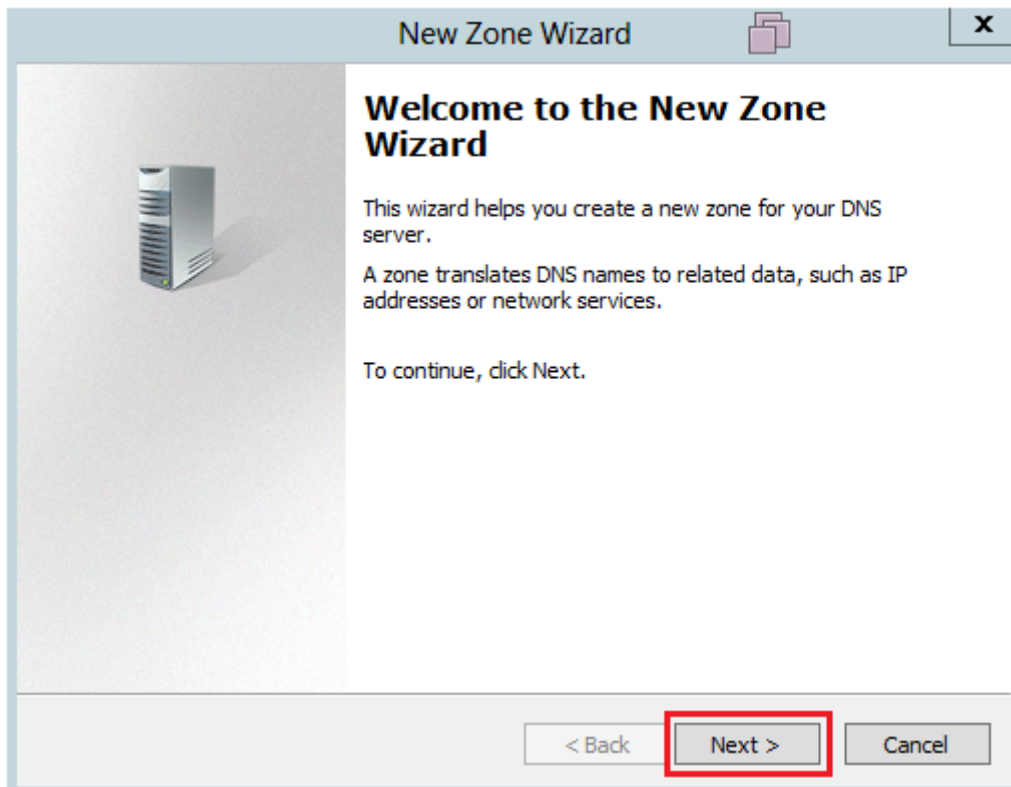 New Zone Wizard
x
Welcome to the New Zone
Wizard
This wizard helps you create a new zone for your DNS
server.
A zone translates DNS names to related data, such as IP
addresses or network services.
To continue, click Next.
< Back
Next >
Cancel